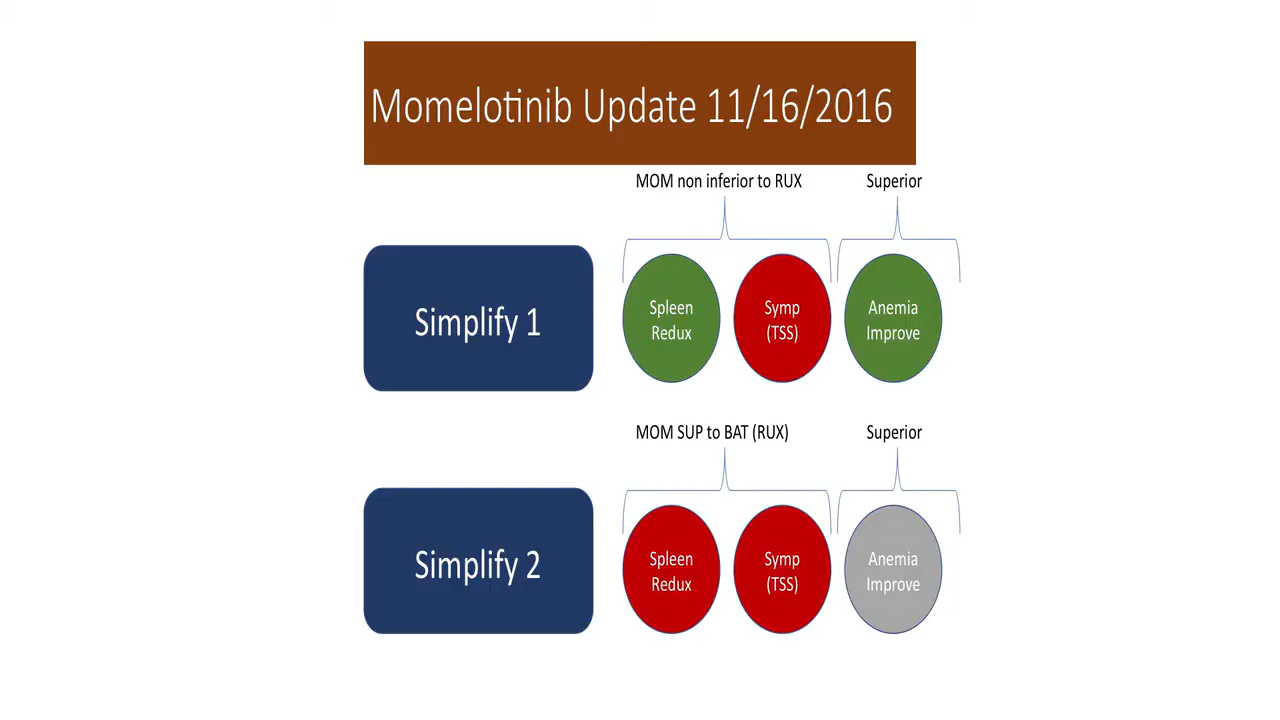 Momelotinib Update 11/16/2016
MOM non inferior to RUX
Superior
Simplify 1
Spleen
Redux
Symp
(TSS)
Anemia
Improve
MOM SUP to BAT (RUX)
Superior
Simplify 2
Spleen
Redux
Symp
(TSS)
Anemia
Improve